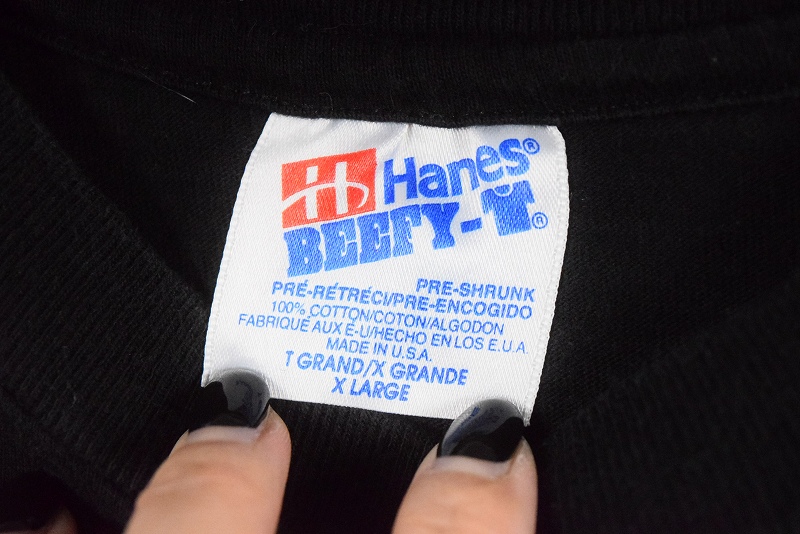 H Hanes®
BEEFY-T®
PRE-SHRUNK
PRÉ-RÉTRÉCI/PRE-ENCOGIDO
100% COTTON/COTON/ALGODON
FABRIQUÉ AUX É-U/HECHO EN LOS E.U.A.
MADE IN U.S.A.
T GRAND/X GRANDE
X LARGE